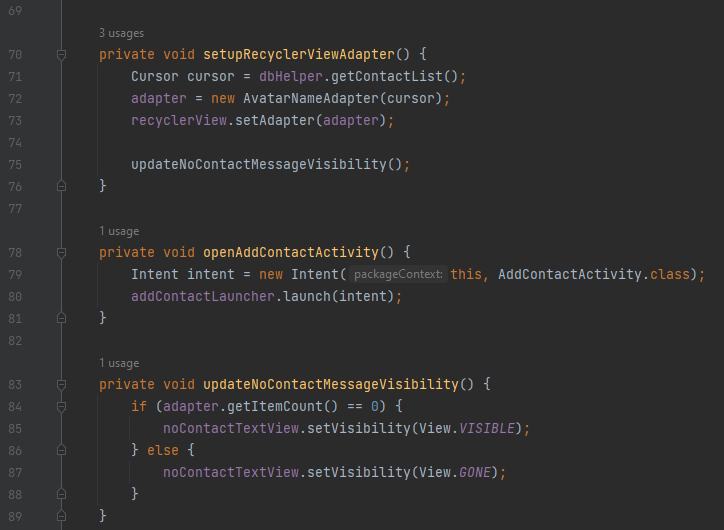 69
3 usages
70 private void setupRecyclerViewAdapter() {
71 Cursor cursor = dbHelper.getContactList();
72 adapter = new AvatarNameAdapter(cursor);
73 recyclerView.setAdapter(adapter);
74
75 updateNoContactMessageVisibility();
76 }
77
1 usage
78 private void openAddContactActivity() {
79 Intent intent = new Intent( packageContext: this, AddContactActivity.class);
80 addContactLauncher.launch(intent);
81 }
82
1 usage
83 private void updateNoContactMessageVisibility() {
84 if (adapter.getItemCount() == 0) {
85 noContactTextView.setVisibility(View.VISIBLE);
86 } else {
87 noContactTextView.setVisibility(View.GONE);
88 }
89 }